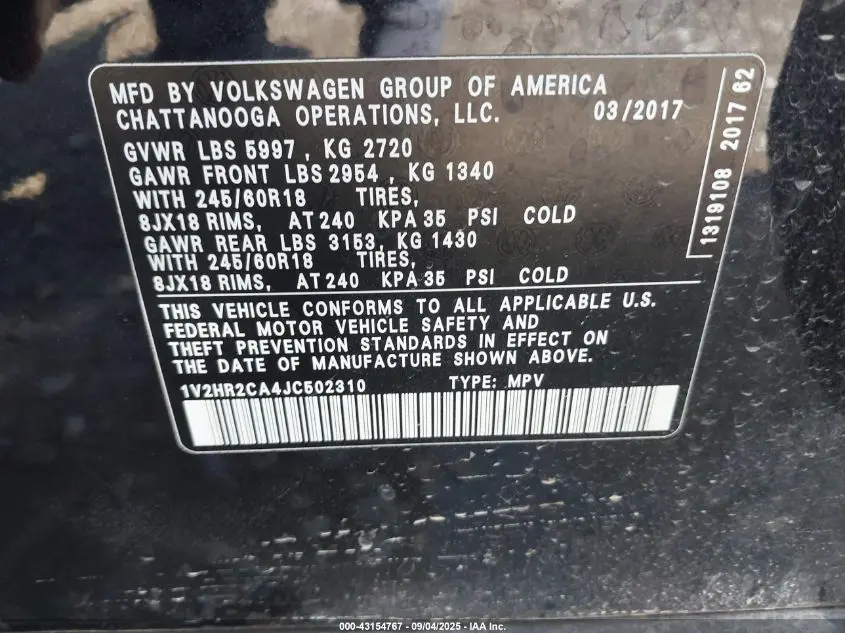 MFD BY VOLKSWAGEN GROUP OF AMERICA
CHATTANOOGA OPERATIONS, LLC. 03/2017
GVWR LBS 5997 , KG 2720
GAWR FRONT LBS 2954 , KG 1340
WITH 245/60R18 TIRES,
8JX18 RIMS, AT 240 KPA 35 PSI COLD
GAWR REAR LBS 3153, KG 1430
WITH 245/60R18 TIRES,
8JX18 RIMS, AT 240 KPA 35 PSI COLD
THIS VEHICLE CONFORMS TO ALL APPLICABLE U.S.
FEDERAL MOTOR VEHICLE SAFETY AND
THEFT PREVENTION STANDARDS IN EFFECT ON
THE DATE OF MANUFACTURE SHOWN ABOVE.
1V2HR2CA4JC502310 TYPE: MPV
1319108 2017 62
000-43154767 - 09/04/2025 - IAA Inc.